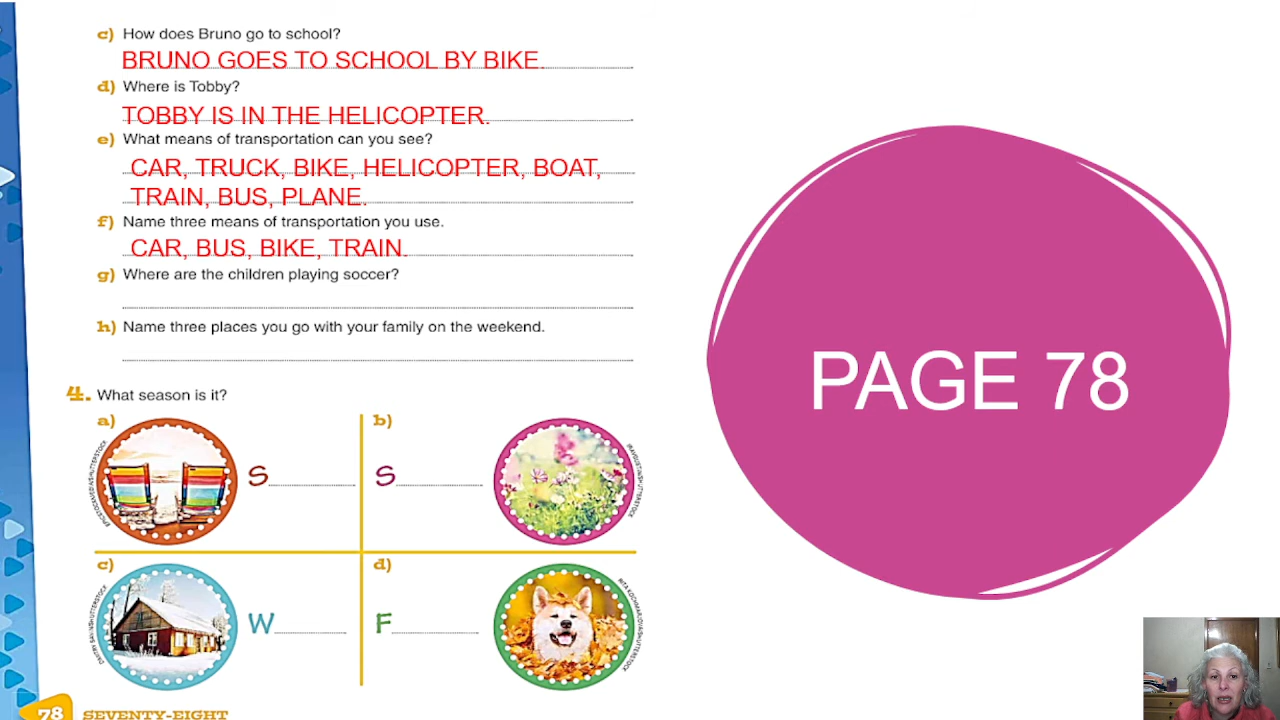 c) How does Bruno go to school?
BRUNO GOES TO SCHOOL BY BIKE.
d) Where is Tobby?
TOBBY IS IN THE HELICOPTER.
e) What means of transportation can you see?
CAR, TRUCK, BIKE, HELICOPTER, BOAT,
TRAIN, BUS, PLANE.
f) Name three means of transportation you use.
CAR, BUS, BIKE, TRAIN.
g) Where are the children playing soccer?
h) Name three places you go with your family on the weekend.
4. What season is it?
a)
S
b)
S
c)
W
d)
F
78 SEVENTY-EIGHT
PAGE 78